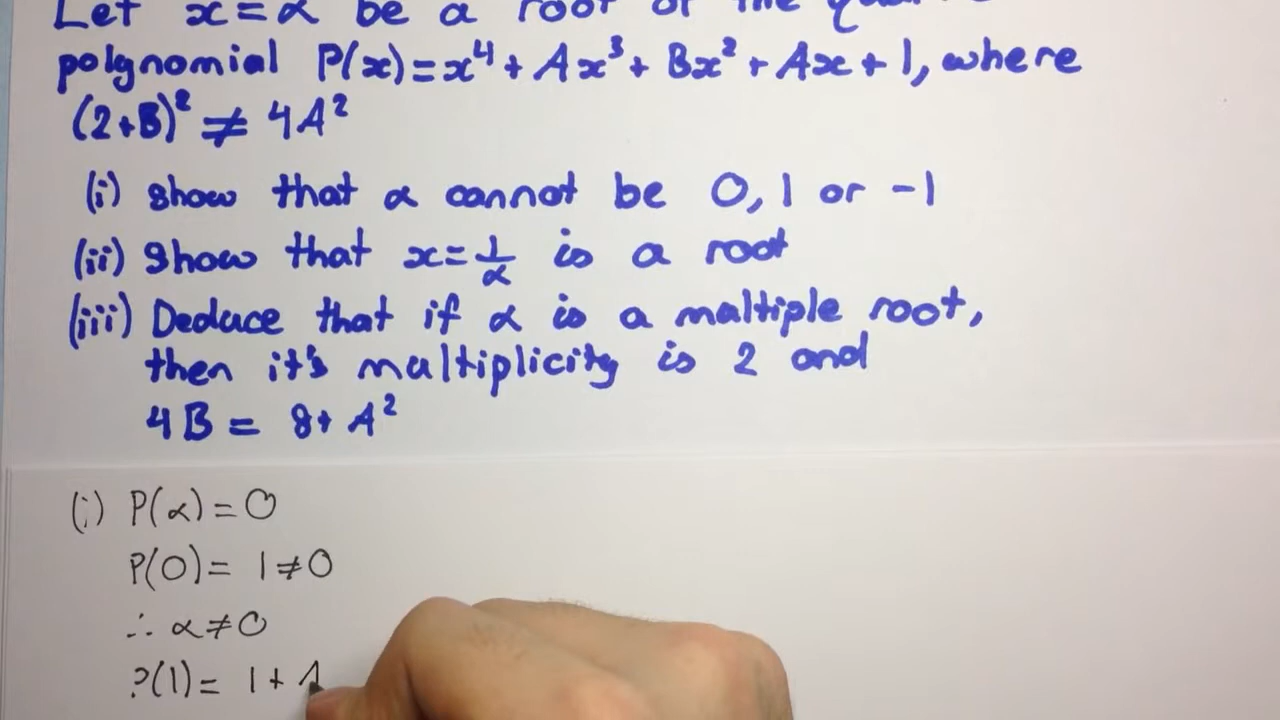 Let x=α be a root of the
polynomial P(x)=x⁴+Ax³+Bx²+Ax+1, where
(2+B)² ≠ 4A²
(i) show that α cannot be 0, 1 or -1
(ii) Show that x=1/α is a root
(iii) Deduce that if α is a multiple root,
then it's multiplicity is 2 and
4B = 8+A²
(i) P(α)=0
P(0)= 1≠0
∴ α≠0
P(1)= 1+A